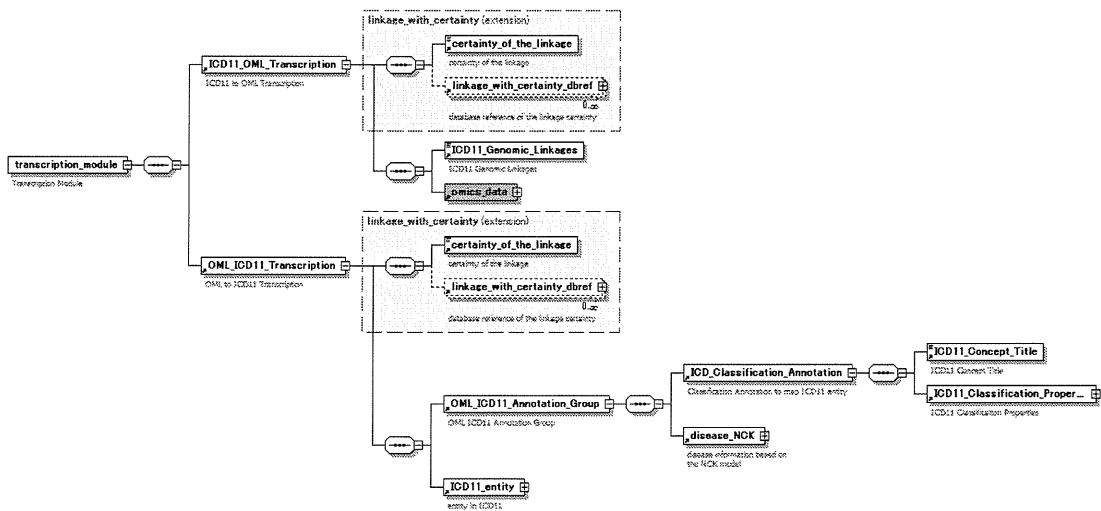 linkage_with_certainty (extension)
certainty_of_the_linkage
certainty of the linkage
linkage_with_certainty_dbref
0..∞
database reference of the linkage certainty
ICD11_OML_Transcription
ICD11 to OML Transcription
ICD11_Genomic_Linkages
ICD11 Genomic Linkages
omics_data
transcription_module
Transcription Module
linkage_with_certainty (extension)
certainty_of_the_linkage
certainty of the linkage
linkage_with_certainty_dbref
0..∞
database reference of the linkage certainty
OML_ICD11_Transcription
OML to ICD11 Transcription
OML_ICD11_Annotation_Group
OML ICD11 Annotation Group
ICD_Classification_Annotation
Classification Annotation to map ICD11 entity
ICD11_Concept_Title
ICD11 Concept Title
ICD11_Classification_Proper...
ICD11 Classification Properties
disease_NCK
disease information based on
the NCK model
ICD11_entity
entity in ICD11